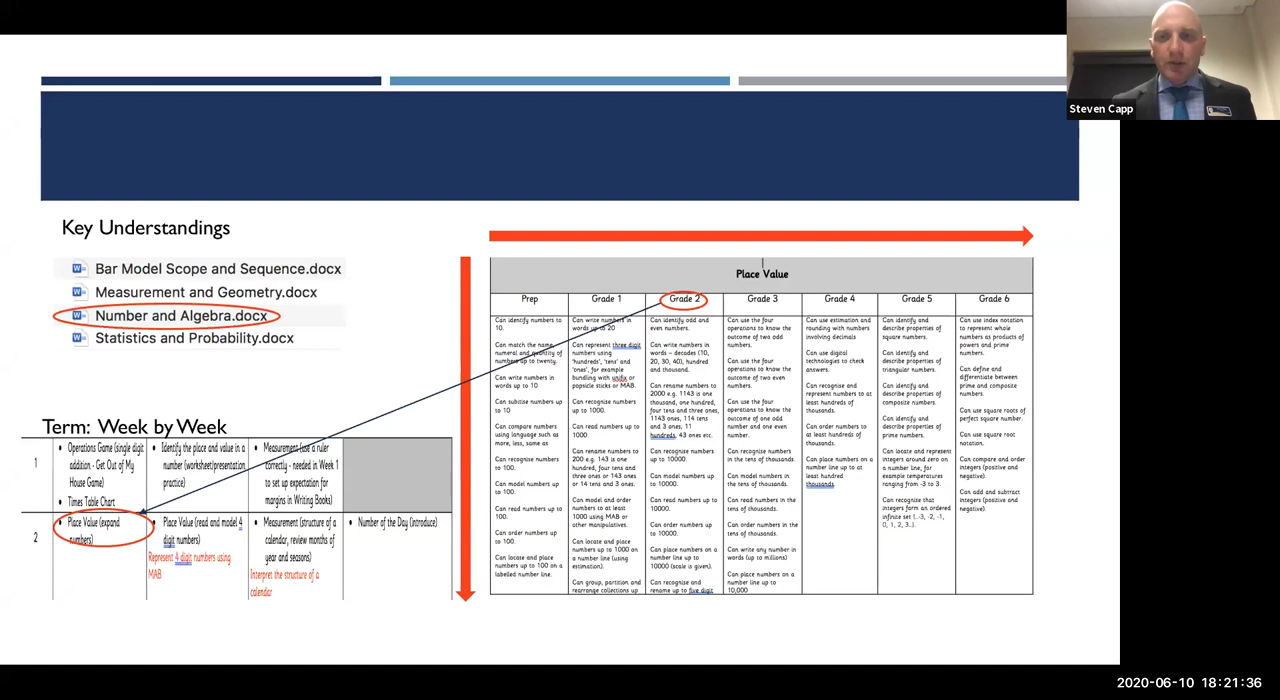 Steven Capp
Key Understandings
Bar Model Scope and Sequence.docx
Measurement and Geometry.docx
Number and Algebra.docx
Statistics and Probability.docx
Term: Week by Week
1
• Operations Game (single digit
addition - Get Out of My
House Game)
• Times Table Chart
• Identify the place and value in a
number (worksheet/presentation
practice)
• Measurement (use a ruler
correctly - needed in Week 1
to set up expectation for
margins in Writing Books)
2
• Place Value (expand
numbers)
• Place Value (read and model 4
digit numbers)
Represent 4 digit numbers using
MAB
• Measurement (structure of a
calendar, review months of
year and seasons)
Interpret the structure of a
calendar
• Number of the Day (introduce)
Place Value
Prep
Can identify numbers to
10.
Can match the name,
numeral and quantity of
numbers up to twenty.
Can write numbers in
words up to 10
Can subitise numbers up
to 10
Can compare numbers
using language such as
more, less, same as
Can recognise numbers
up to 100.
Can model numbers up
to 100.
Can read numbers up to
100.
Can order numbers up
to 100.
Can locate and place
numbers up to 100 on a
labelled number line.
Grade 1
Can write numbers in
words up to 20
Can represent three digit
numbers using
'hundreds', 'tens' and
'ones', for example
bundling with unifix or
popsicle sticks or MAB.
Can recognise numbers
up to 1000.
Can read numbers up to
1000.
Can rename numbers to
200 e.g. 143 is one
hundred, four tens and
three ones or 143 ones
or 14 tens and 3 ones.
Can model and order
numbers to at least
1000 using MAB or
other manipulatives.
Can locate and place
numbers up to 1000 on
a number line (using
estimation).
Can group, partition and
rearrange collections up
Grade 2
Can identify odd and
even numbers.
Can write numbers in
words – decades (10,
20, 30, 40), hundred
and thousand.
Can rename numbers to
2000 e.g. 1143 is one
thousand, one hundred,
four tens and three ones,
1143 ones, 114 tens
and 3 ones, 11
hundreds, 43 ones etc.
Can recognise numbers
up to 10000.
Can model numbers up
to 10000.
Can read numbers up to
10000.
Can order numbers up
to 10000.
Can place numbers on a
number line up to
10000 (scale is given).
Can recognise and
rename up to five digit
Grade 3
Can use the four
operations to know the
outcome of two odd
numbers.
Can use the four
operations to know the
outcome of two even
numbers.
Can use the four
operations to know the
outcome of one odd
number and one even
number.
Can recognise numbers
in the tens of thousands.
Can model numbers in
the tens of thousands.
Can read numbers in the
tens of thousands.
Can order numbers in the
tens of thousands.
Can write any number in
words (up to millions)
Can place numbers on a
number line up to
10,000
Grade 4
Can use estimation and
rounding with numbers
involving decimals
Can use digital
technologies to check
answers.
Can recognise and
represent numbers to at
least hundreds of
thousands.
Can order numbers to at
least hundreds of
thousands.
Can place numbers on a
number line up to at
least hundred
thousands.
Grade 5
Can identify and
describe properties of
square numbers.
Can identify and
describe properties of
triangular numbers.
Can identify and
describe properties of
composite numbers.
Can identify and
describe properties of
prime numbers.
Can locate and represent
integers around zero on
a number line, for
example temperatures
ranging from -3 to 3.
Can recognise that
integers form an ordered
infinite set (..-3, -2, -1,
0, 1, 2, 3..).
Grade 6
Can use index notation
to represent whole
numbers as products of
powers and prime
numbers.
Can define and
differentiate between
prime and composite
numbers.
Can use square roots of
perfect square number.
Can use square root
notation.
Can compare and order
integers (positive and
negative).
Can add and subtract
integers (positive and
negative).
2020-06-10 18:21:36